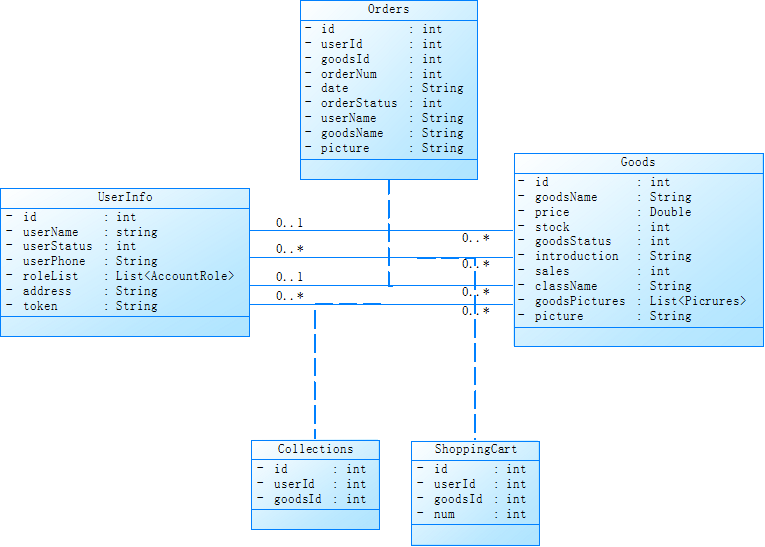 Orders
- id : int
- userId : int
- goodsId : int
- orderNum : int
- date : String
- orderStatus : int
- userName : String
- goodsName : String
- picture : String
Goods
- id : int
- goodsName : String
- price : Double
- stock : int
- goodsStatus : int
- introduction : String
- sales : int
- className : String
- goodsPictures : List<Picrures>
- picture : String
UserInfo
- id : int
- userName : string
- userStatus : int
- userPhone : String
- roleList : List<AccountRole>
- address : String
- token : String
0..1
0..*
0..*
0..*
0..1
0..*
0..*
0..*
Collections
- id : int
- userId : int
- goodsId : int
ShoppingCart
- id : int
- userId : int
- goodsId : int
- num : int